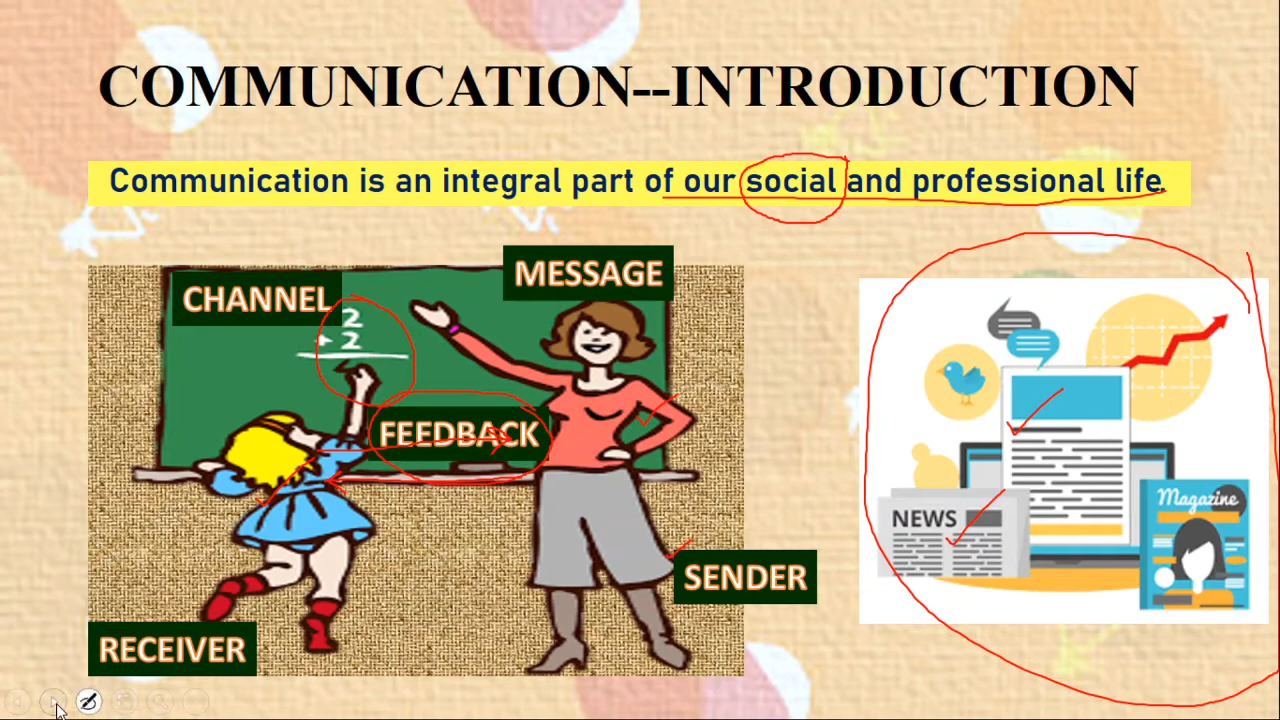 COMMUNICATION--INTRODUCTION
Communication is an integral part of our social and professional life.
MESSAGE
CHANNEL
2
+ 2
FEEDBACK
SENDER
RECEIVER
Magazine
NEWS